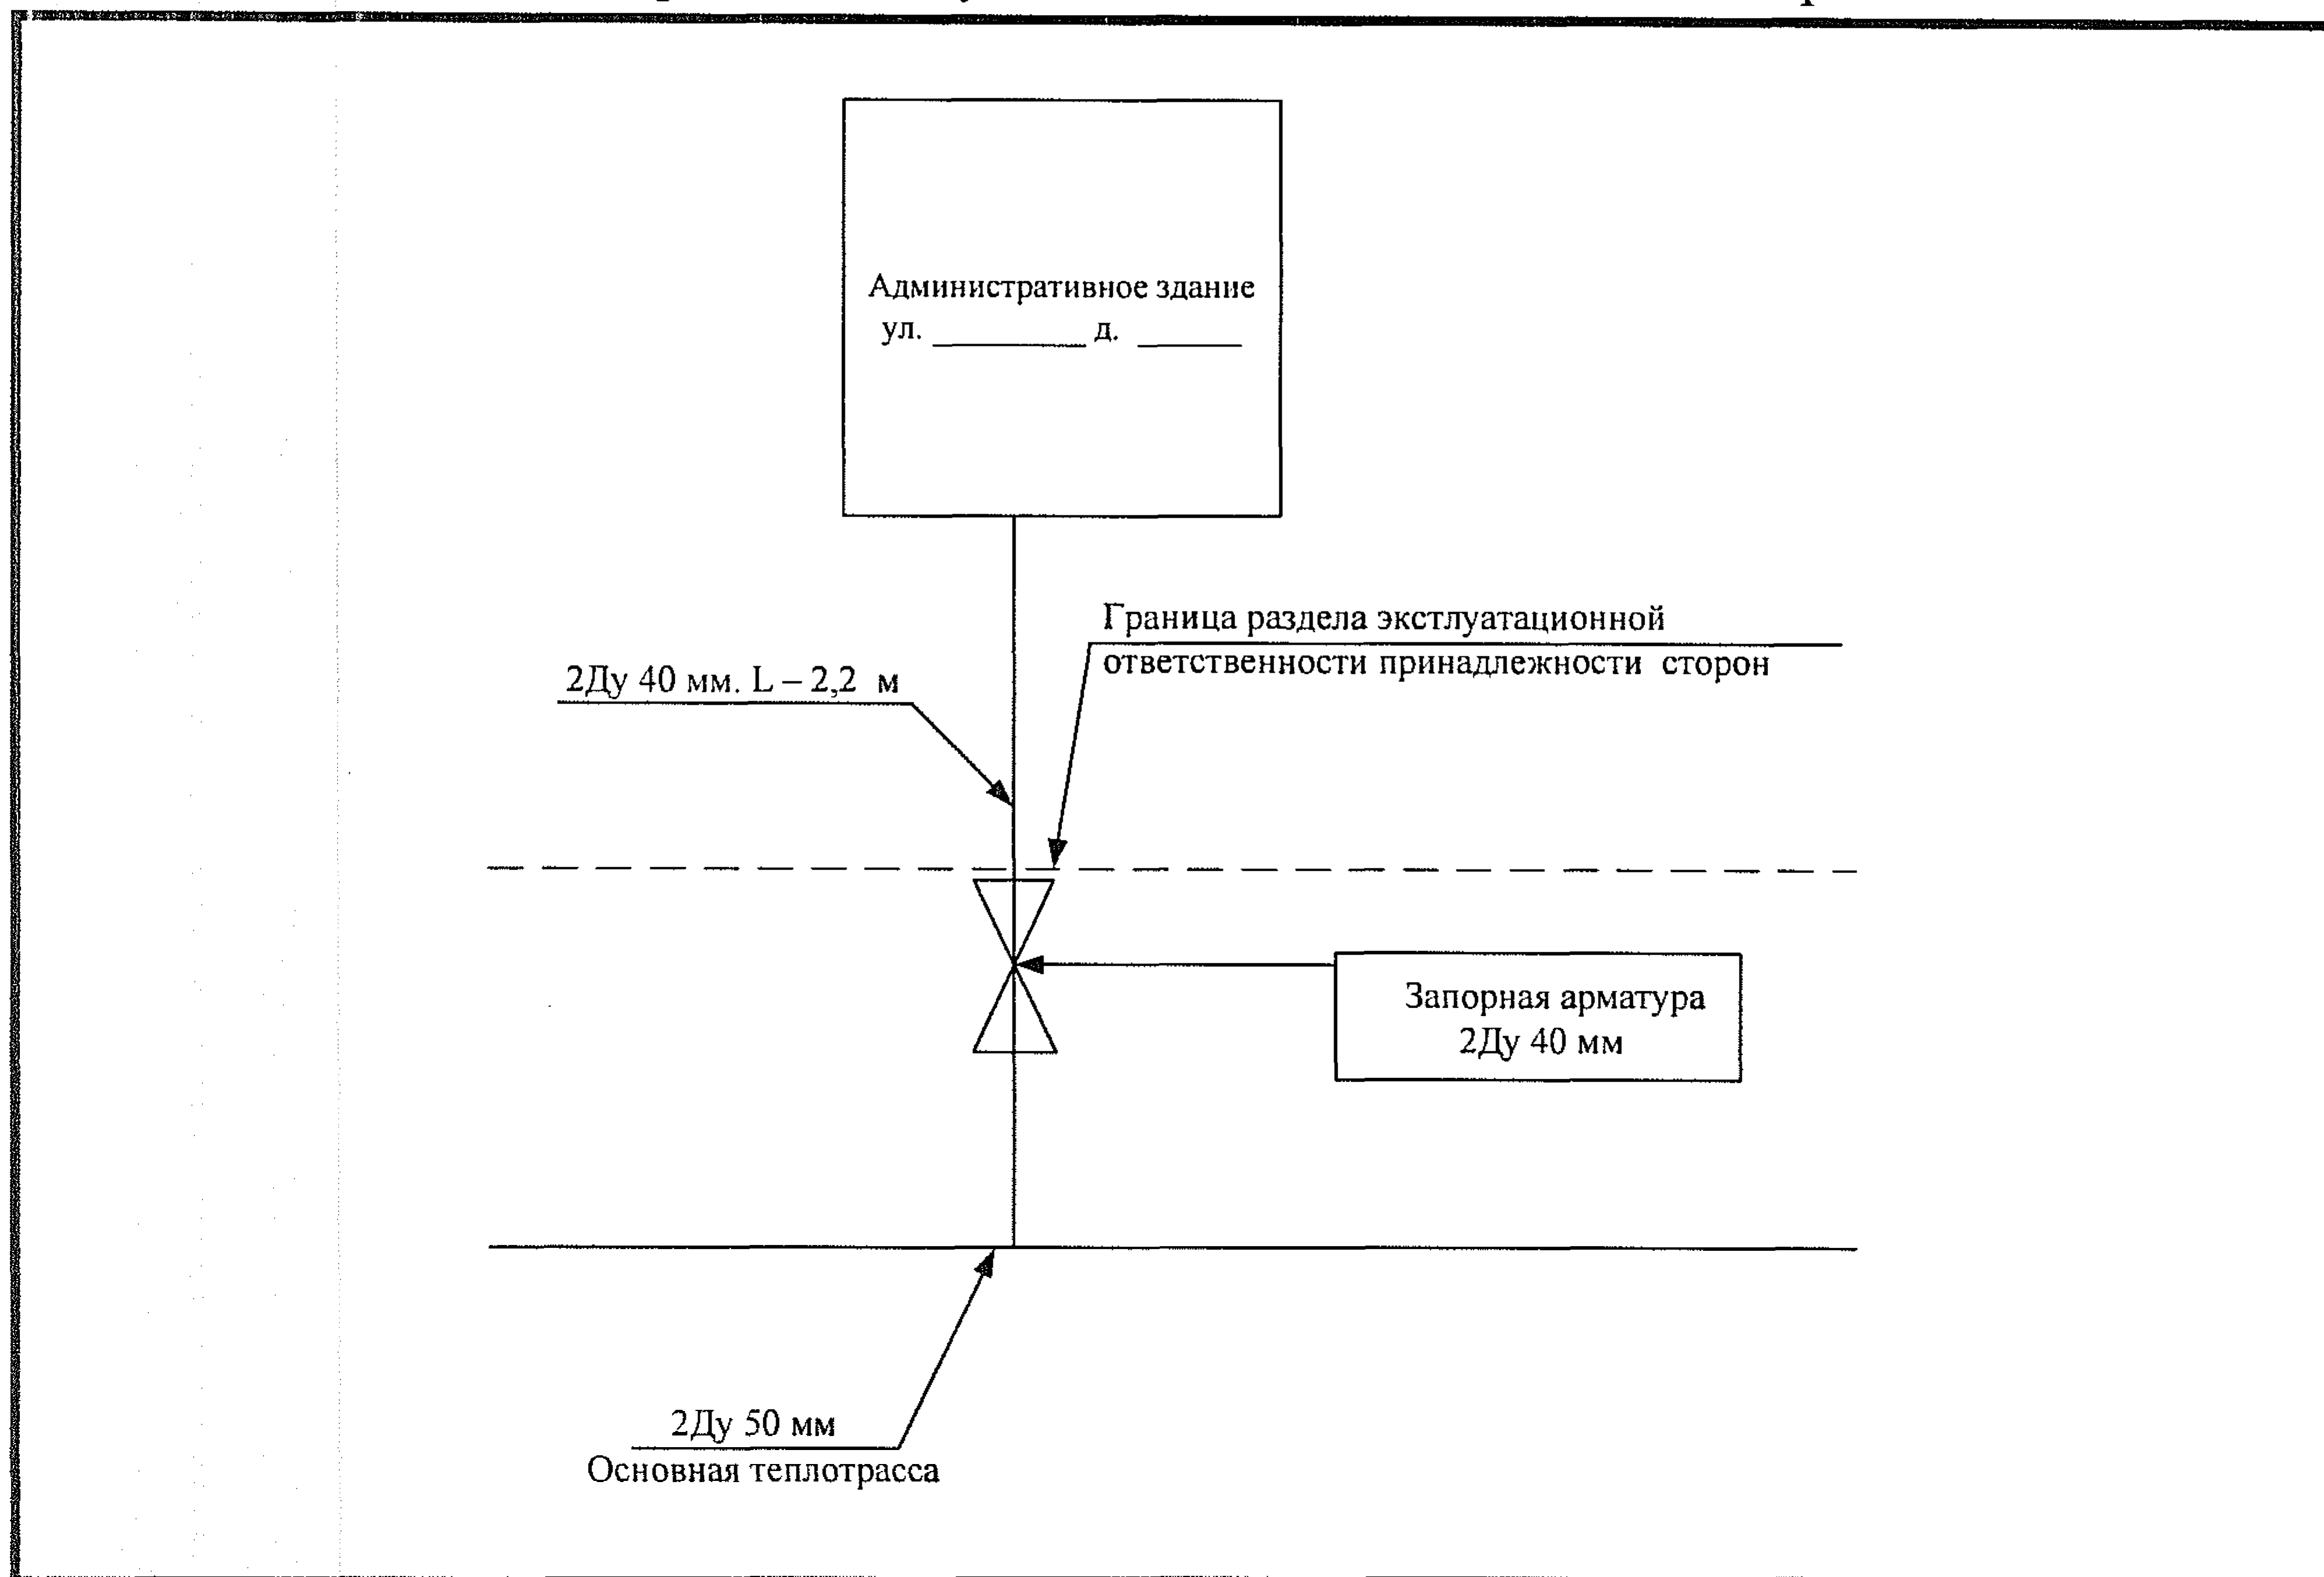 Административное здание
ул. __________ д. _______
Граница раздела экстлуатационной
ответственности принадлежности сторон
2Ду 40 мм. L – 2,2 м
Запорная арматура
2Ду 40 мм
2Ду 50 мм
Основная теплотрасса